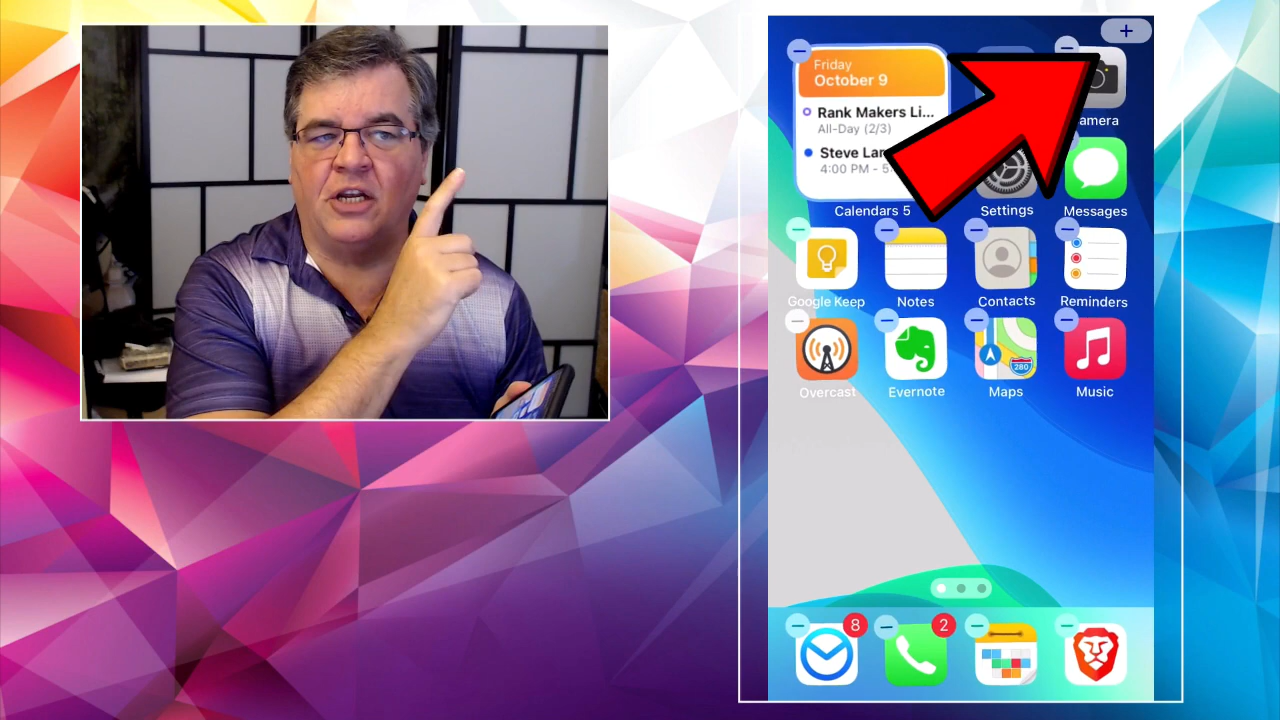 +
Friday
October 9
Rank Makers Li...
All-Day (2/3)
Steve Lar
4:00 PM - 5
amera
Calendars 5
Settings
Messages
Google Keep
Notes
Contacts
Reminders
280
Overcast
Evernote
Maps
Music
8
2